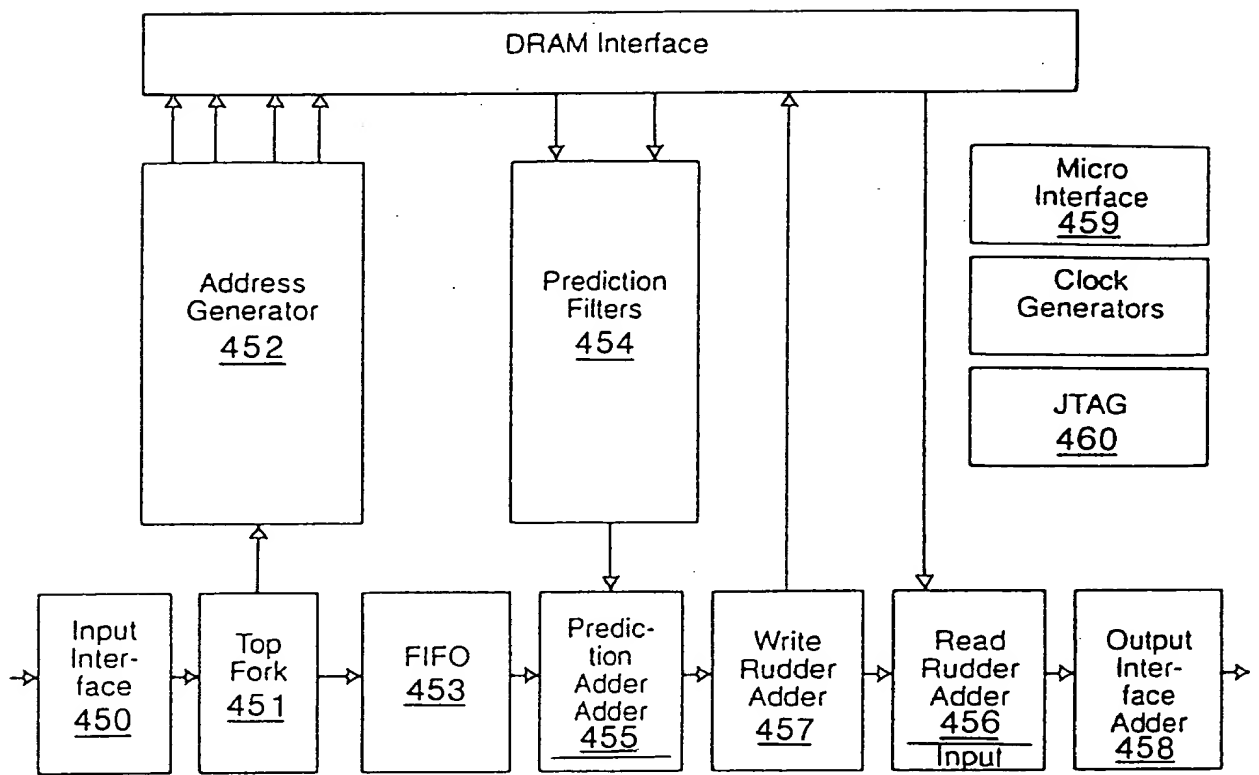 DRAM Interface
Micro
Interface
459
Clock
Generators
JTAG
460
Address
Generator
452
Prediction
Filters
454
Input
Inter-
face
450
Top
Fork
451
FIFO
453
Predic-
tion
Adder
Adder
455
Write
Rudder
Adder
457
Read
Rudder
Adder
456
Input
Output
Inter-
face
Adder
458